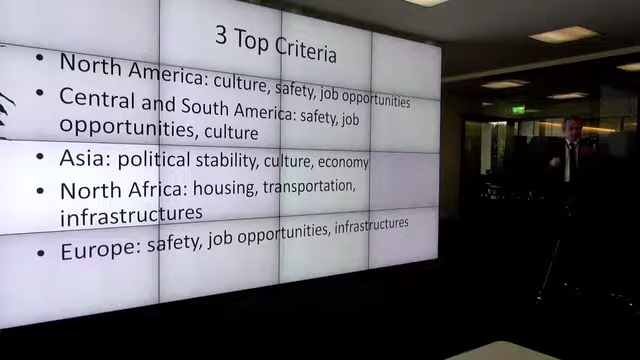 3 Top Criteria
• North America: culture, safety, job opportunities
• Central and South America: safety, job
opportunities, culture
• Asia: political stability, culture, economy
• North Africa: housing, transportation,
infrastructures
• Europe: safety, job opportunities, infrastructures